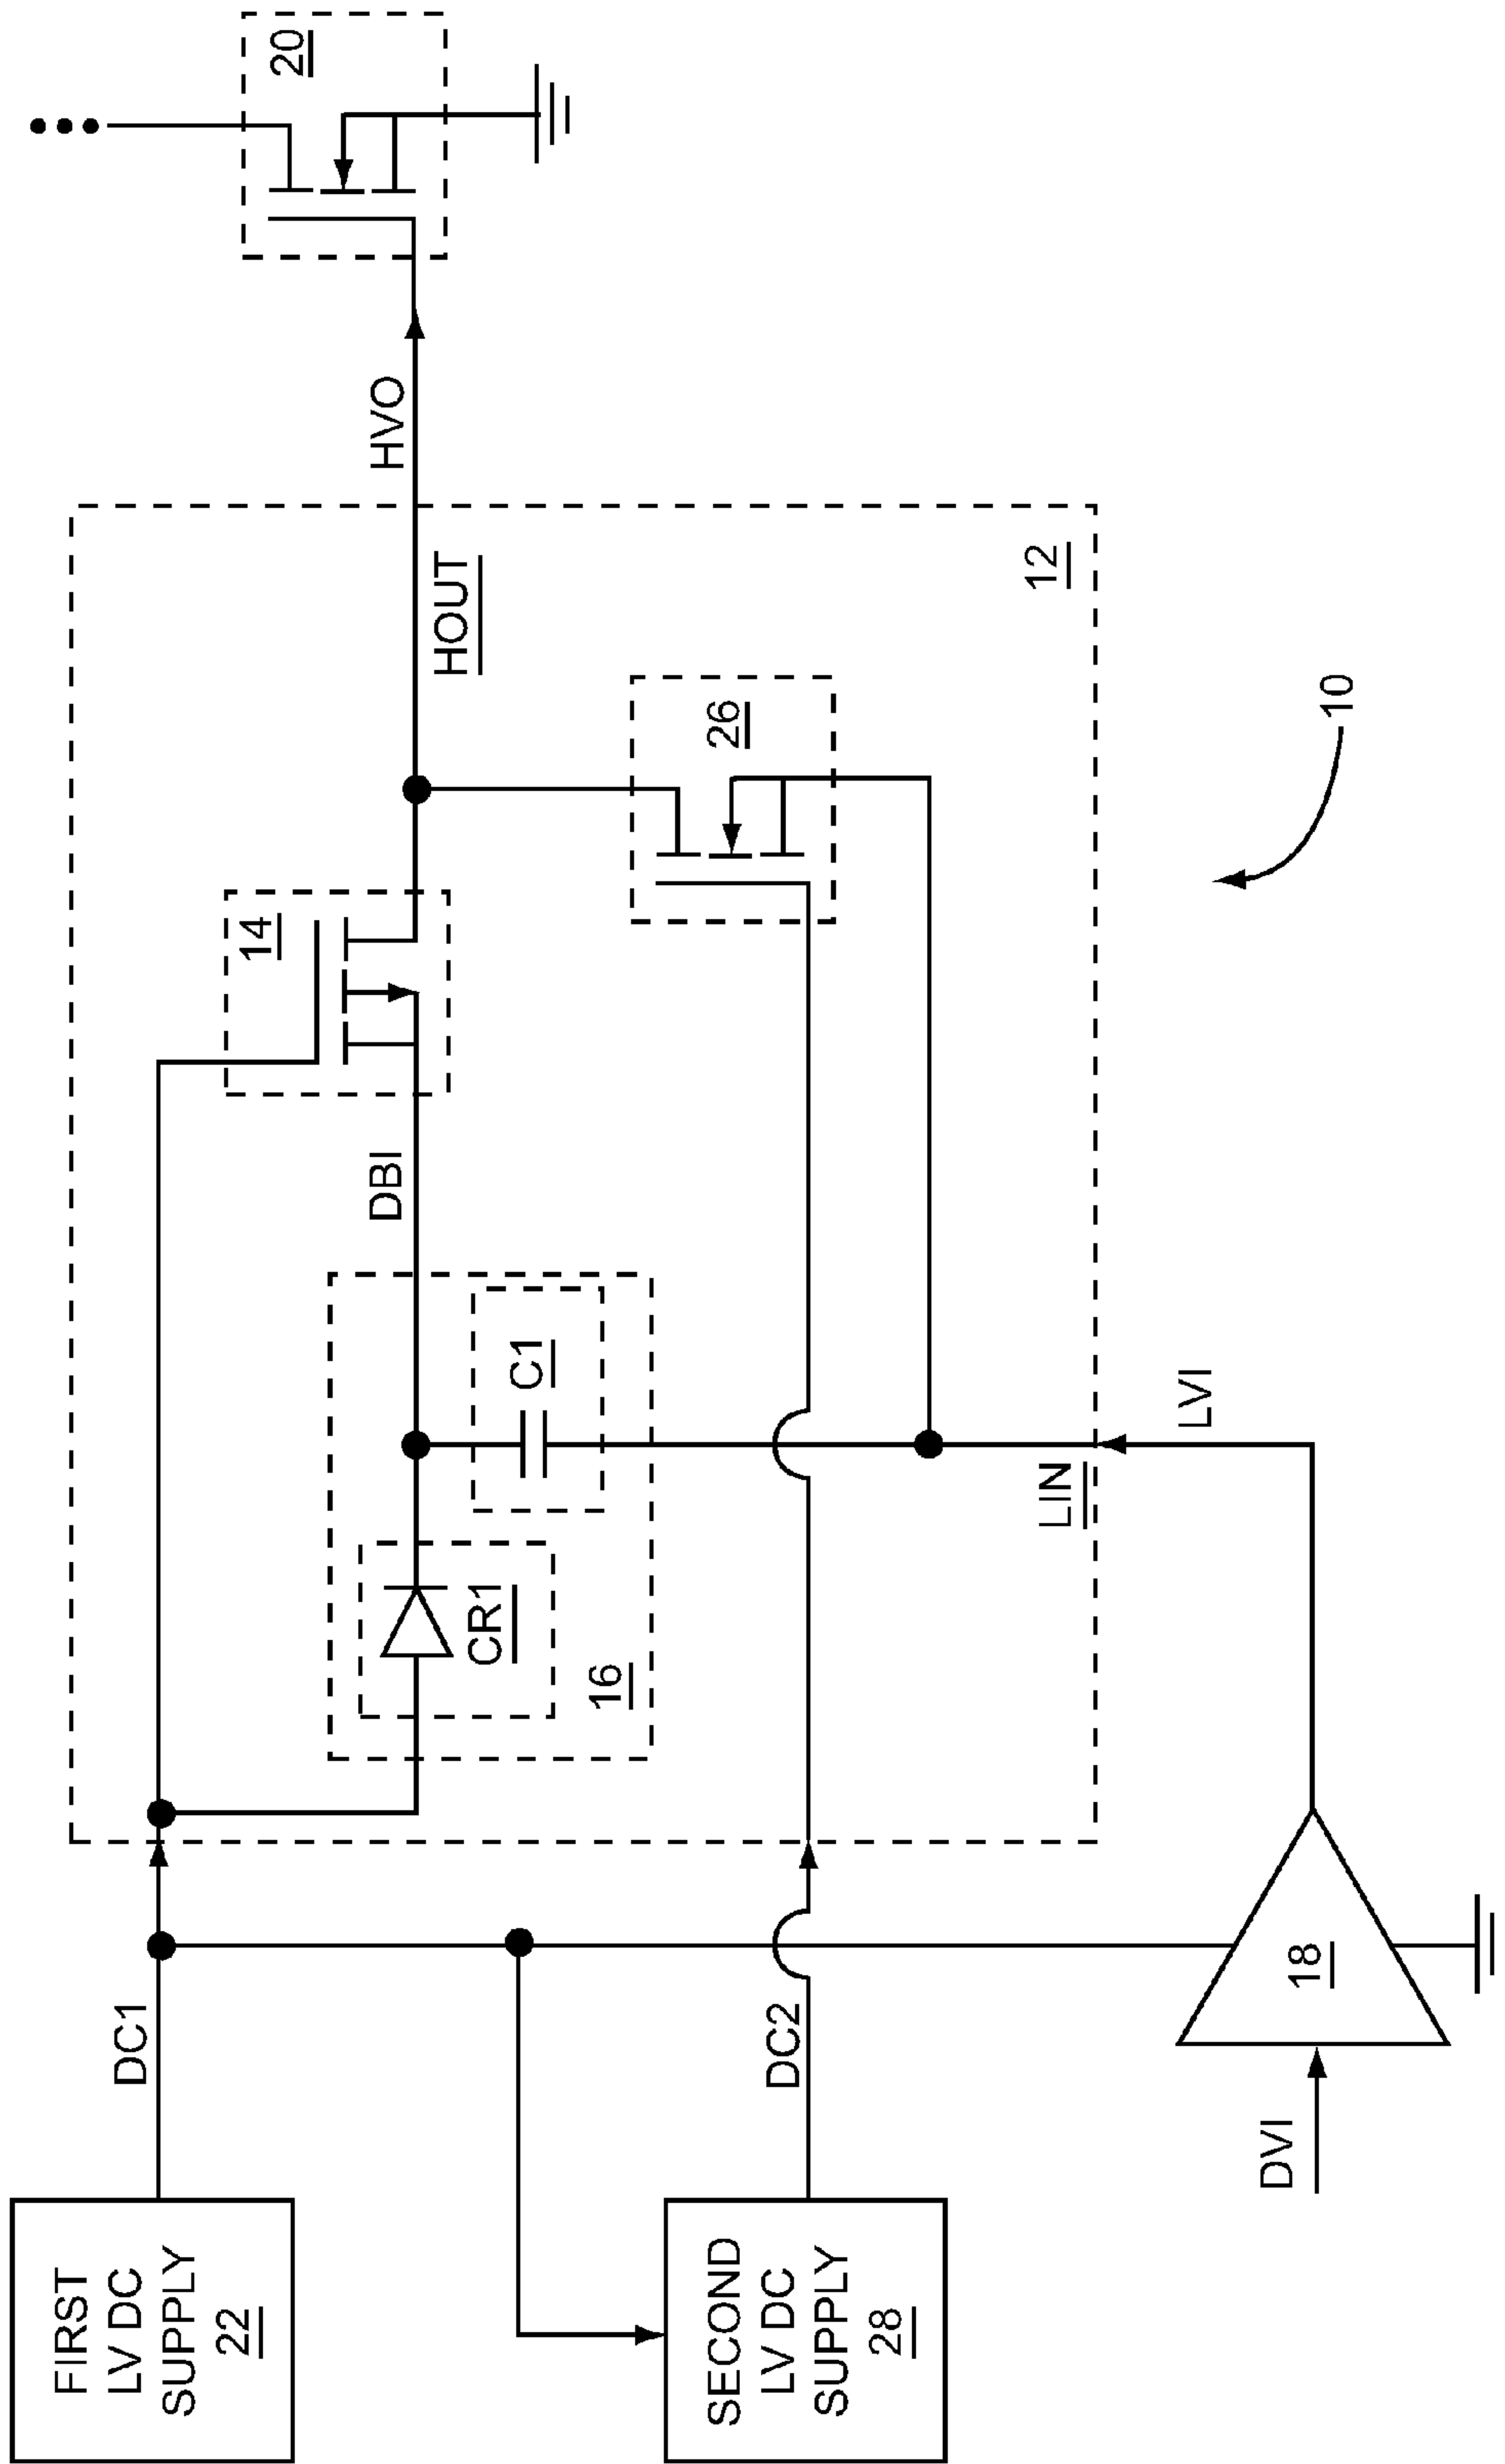 FIRST
LV DC
SUPPLY
22
DC1
20
14
HVO
HOUT
DBI
CR1
C1
16
26
12
SECOND
LV DC
SUPPLY
28
DC2
LIN
LVI
DVI
18
10